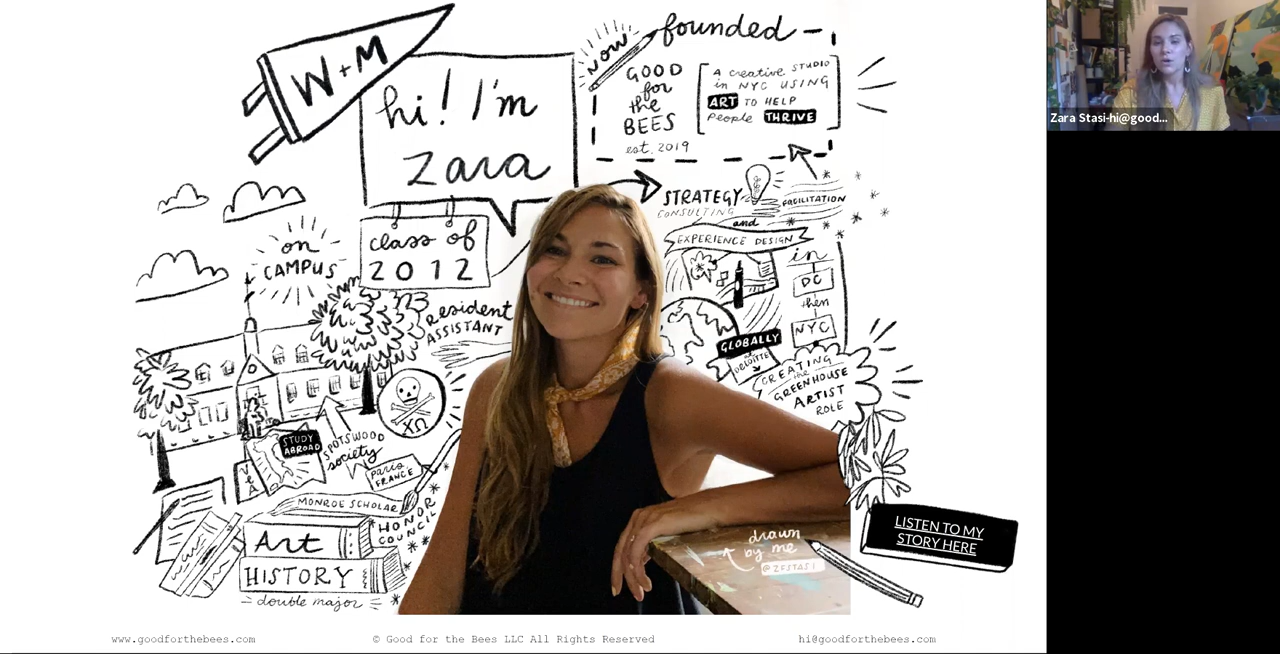 W+M
hi! I'm
zara
class of
2012
on
CAMPUS
resident
ASSISTANT
ΧΩ
STUDY
ABROAD
SPOTSWOOD
society
paris
FRANCE
MONROE SCHOLAR
HONOR
COUNCIL
Art
HISTORY
double major
NOW
founded
GOOD
for
the
BEES
est. 2019
A creative STUDIO
in NYC USING
ART TO HELP
People THRIVE
STRATEGY
CONSULTING
FACILITATION
and
EXPERIENCE DESIGN
in
DC
then
NYC
GLOBALLY
at
DELOITTE
CREATING
the
GREENHOUSE
ARTIST
ROLE
drawn
by me
@ZFSTASI
LISTEN TO MY
STORY HERE
www.goodforthebees.com
© Good for the Bees LLC All Rights Reserved
hi@goodforthebees.com
Zara Stasi-hi@good...